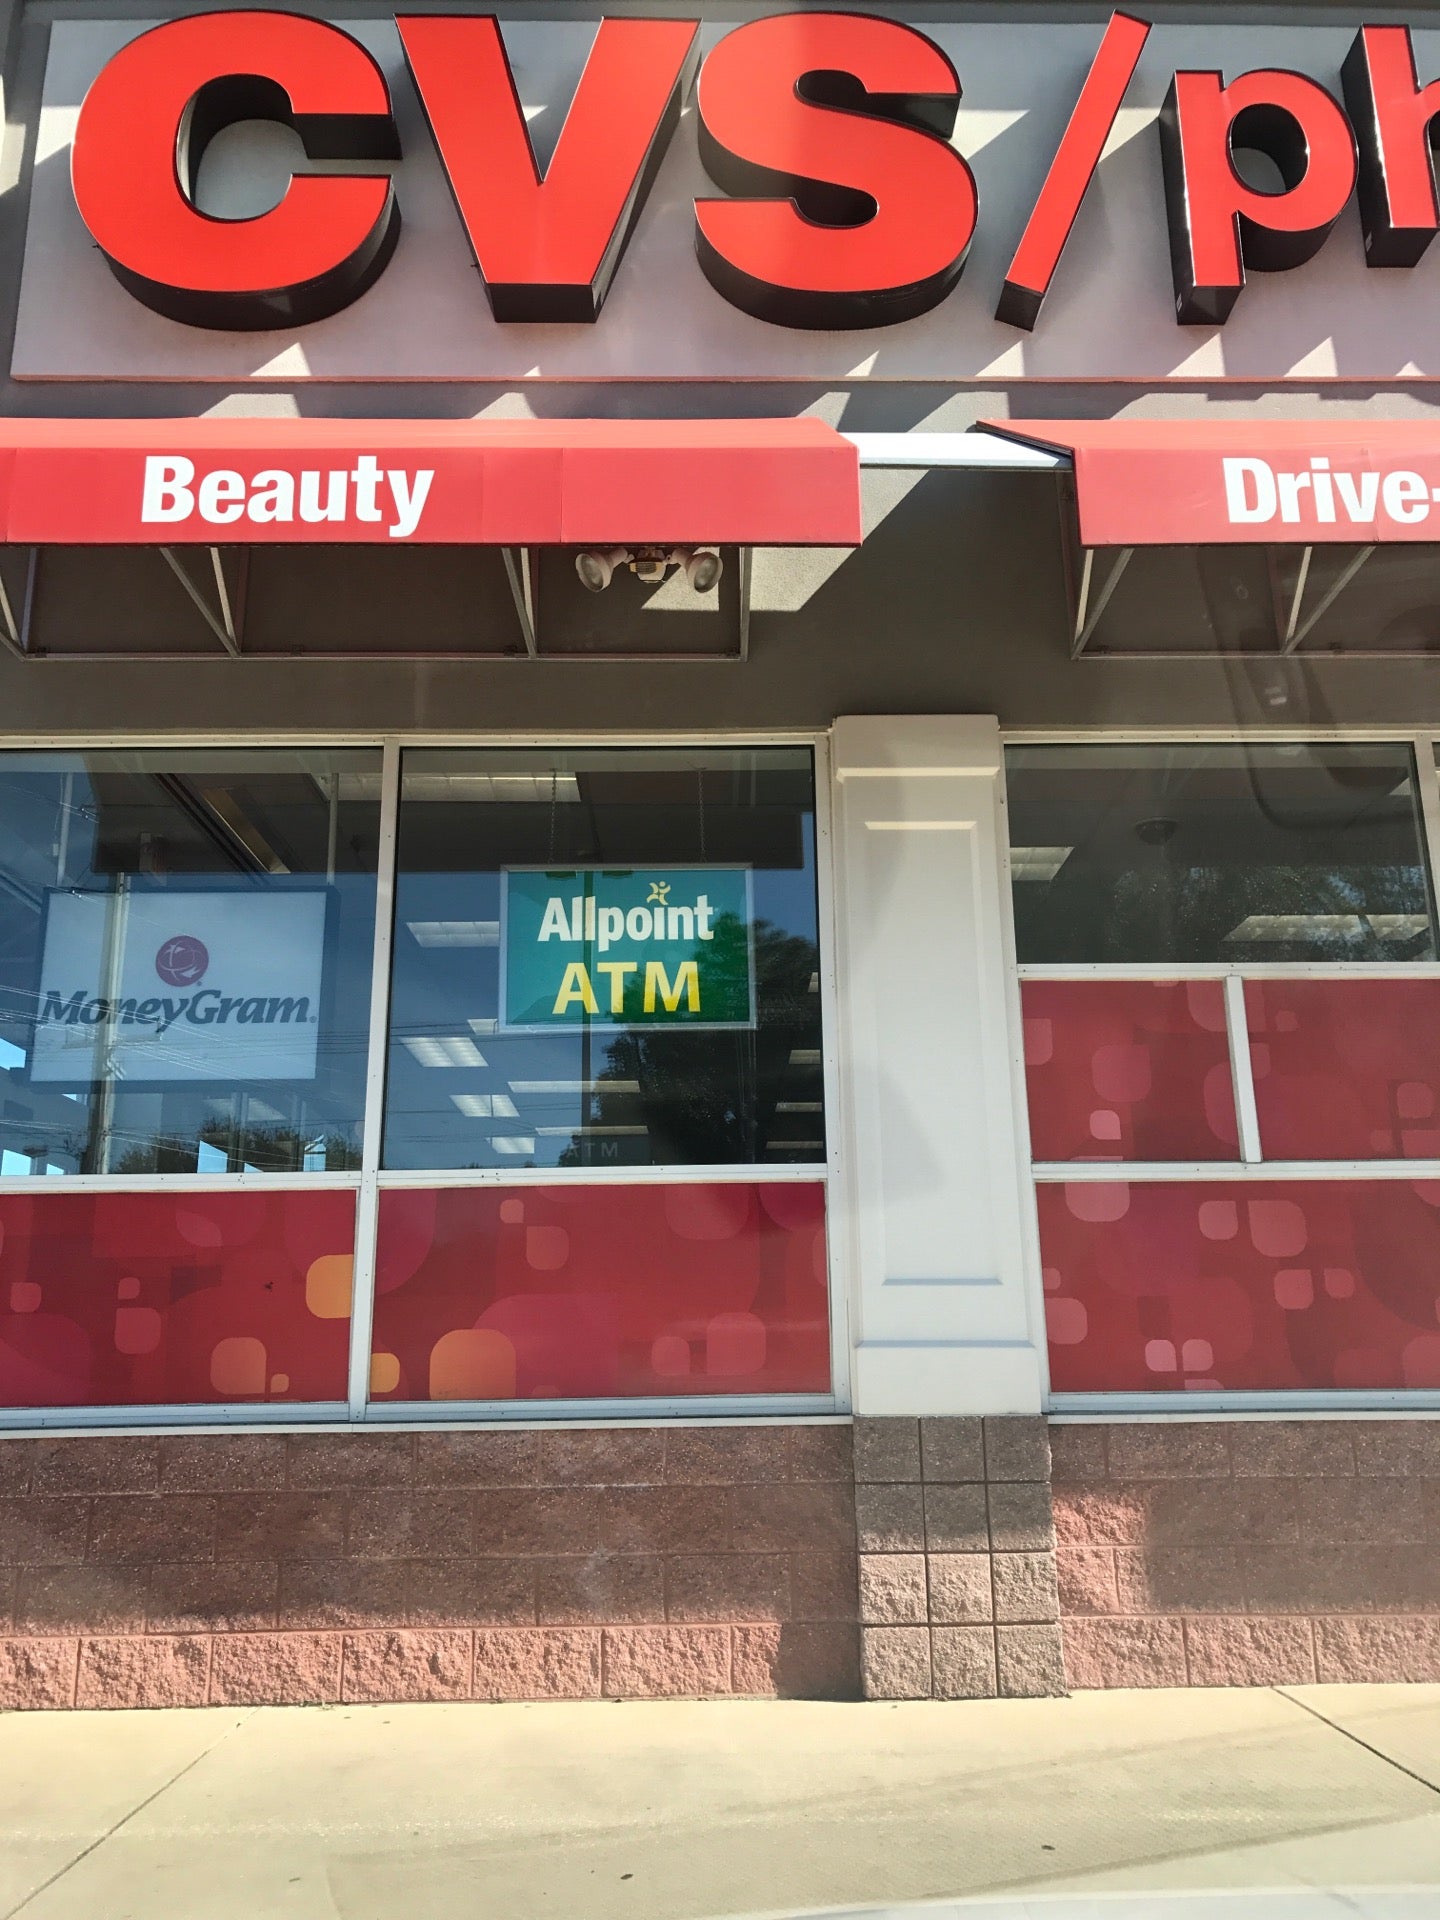 CVS/ph
Beauty
Drive-
MoneyGram
Allpoint
ATM
ATM